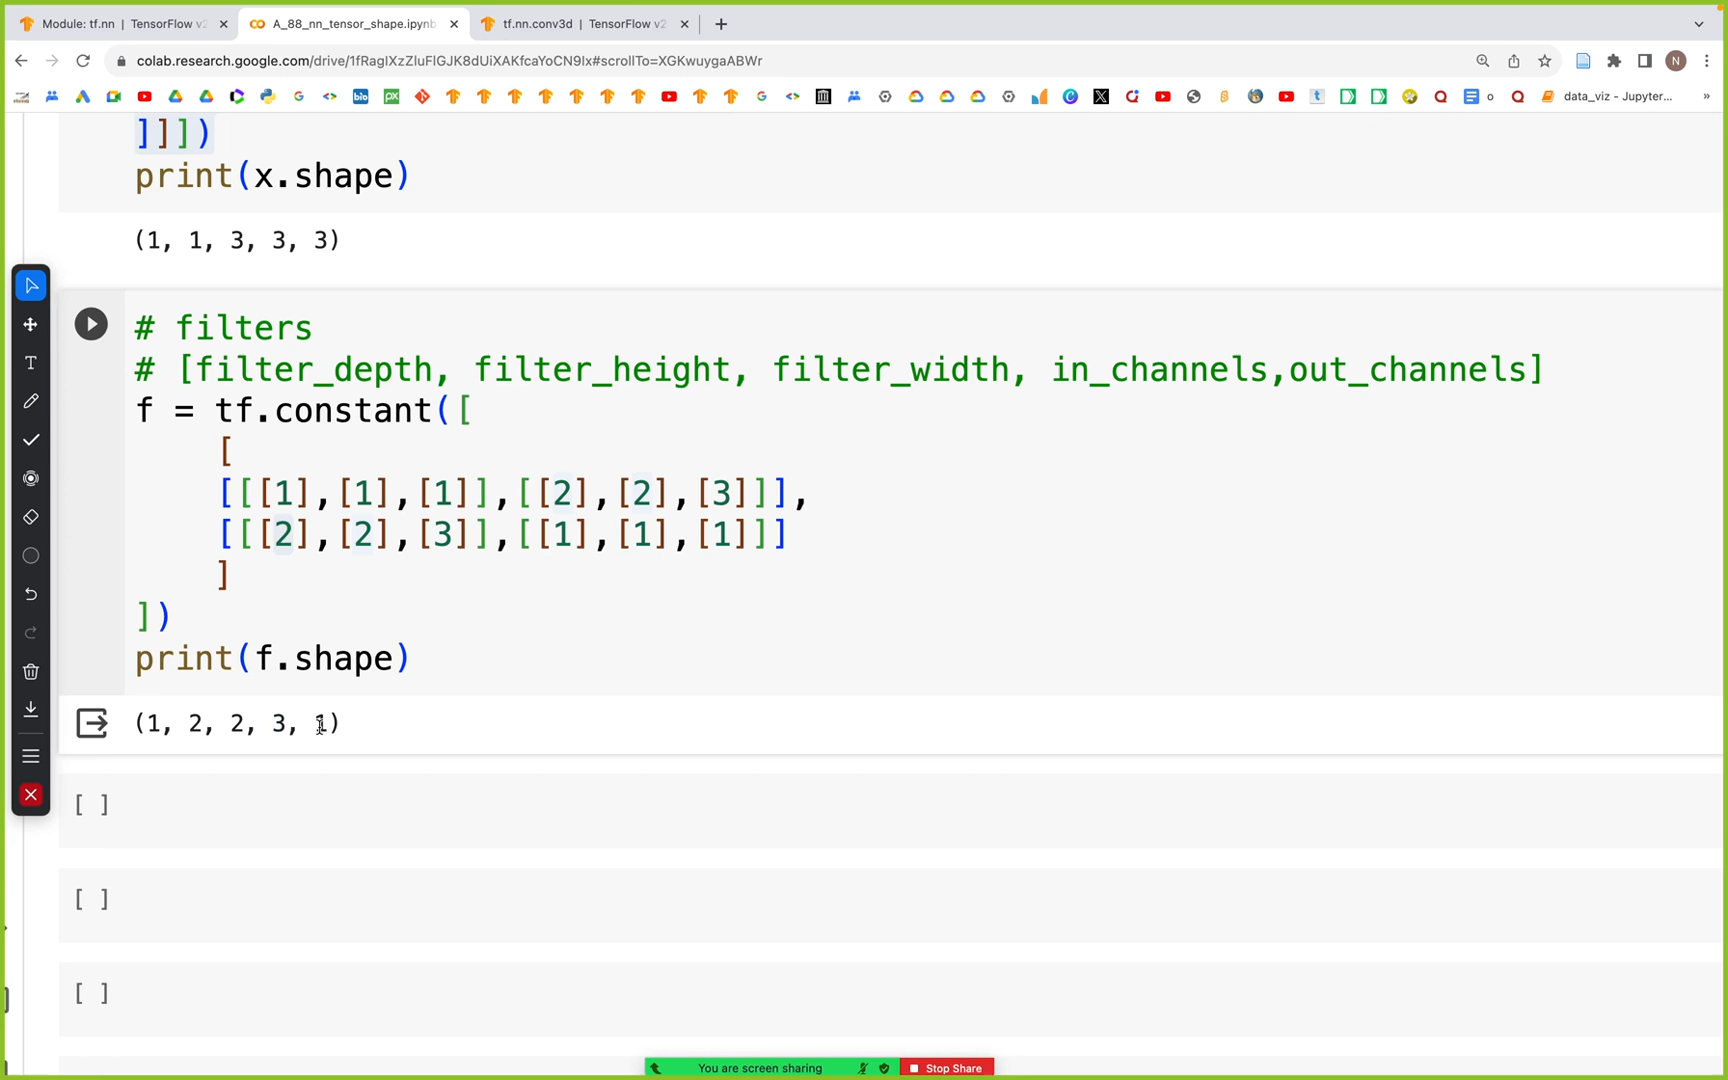 Module: tf.nn | TensorFlow v2
A_88_nn_tensor_shape.ipynb
tf.nn.conv3d | TensorFlow v2
colab.research.google.com/drive/1fRagIXzZluFlGJK8dUiXAKfcaYoCN9Ix#scrollTo=XGKwuygaABWr
N
bio
PX
data_viz - Jupyter...
»
]]]])
print(x.shape)
(1, 1, 3, 3, 3)
# filters
# [filter_depth, filter_height, filter_width, in_channels,out_channels]
f = tf.constant([
[
[[[1],[1],[1]],[[2],[2],[3]]],
[[[2],[2],[3]],[[1],[1],[1]]]
]
])
print(f.shape)
(1, 2, 2, 3, 1)
[ ]
[ ]
[ ]
You are screen sharing
Stop Share